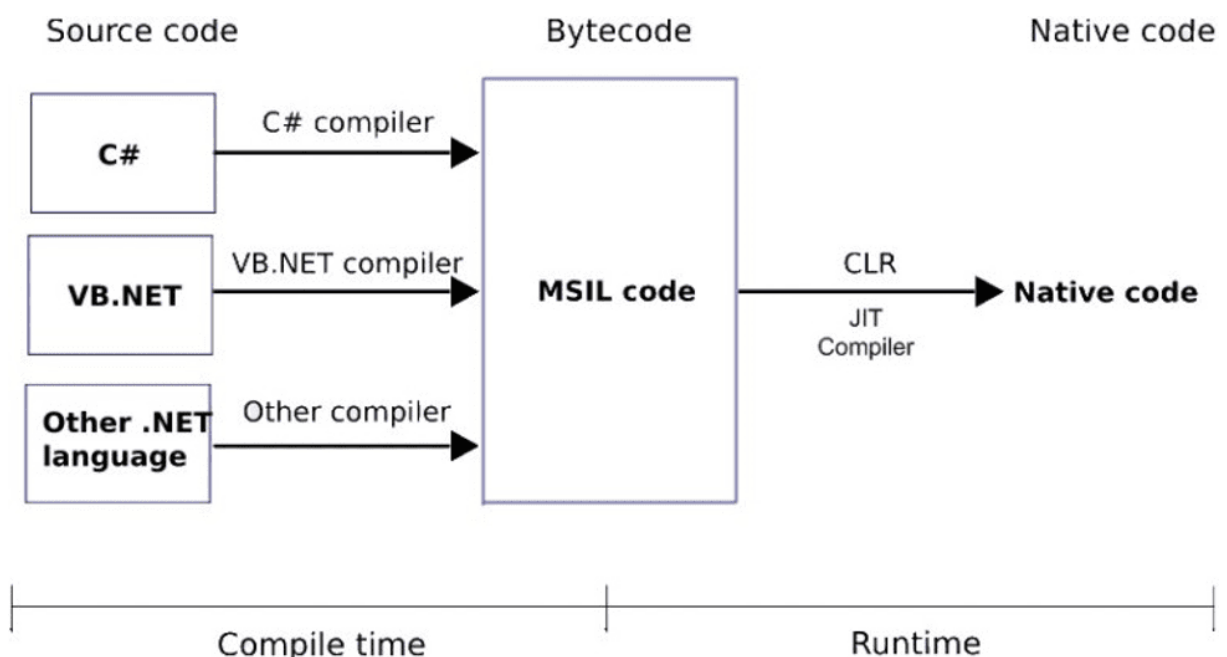 Source code
Bytecode
Native code
C#
C# compiler
VB.NET
VB.NET compiler
MSIL code
CLR
JIT
Compiler
Native code
Other .NET
language
Other compiler
Compile time
Runtime